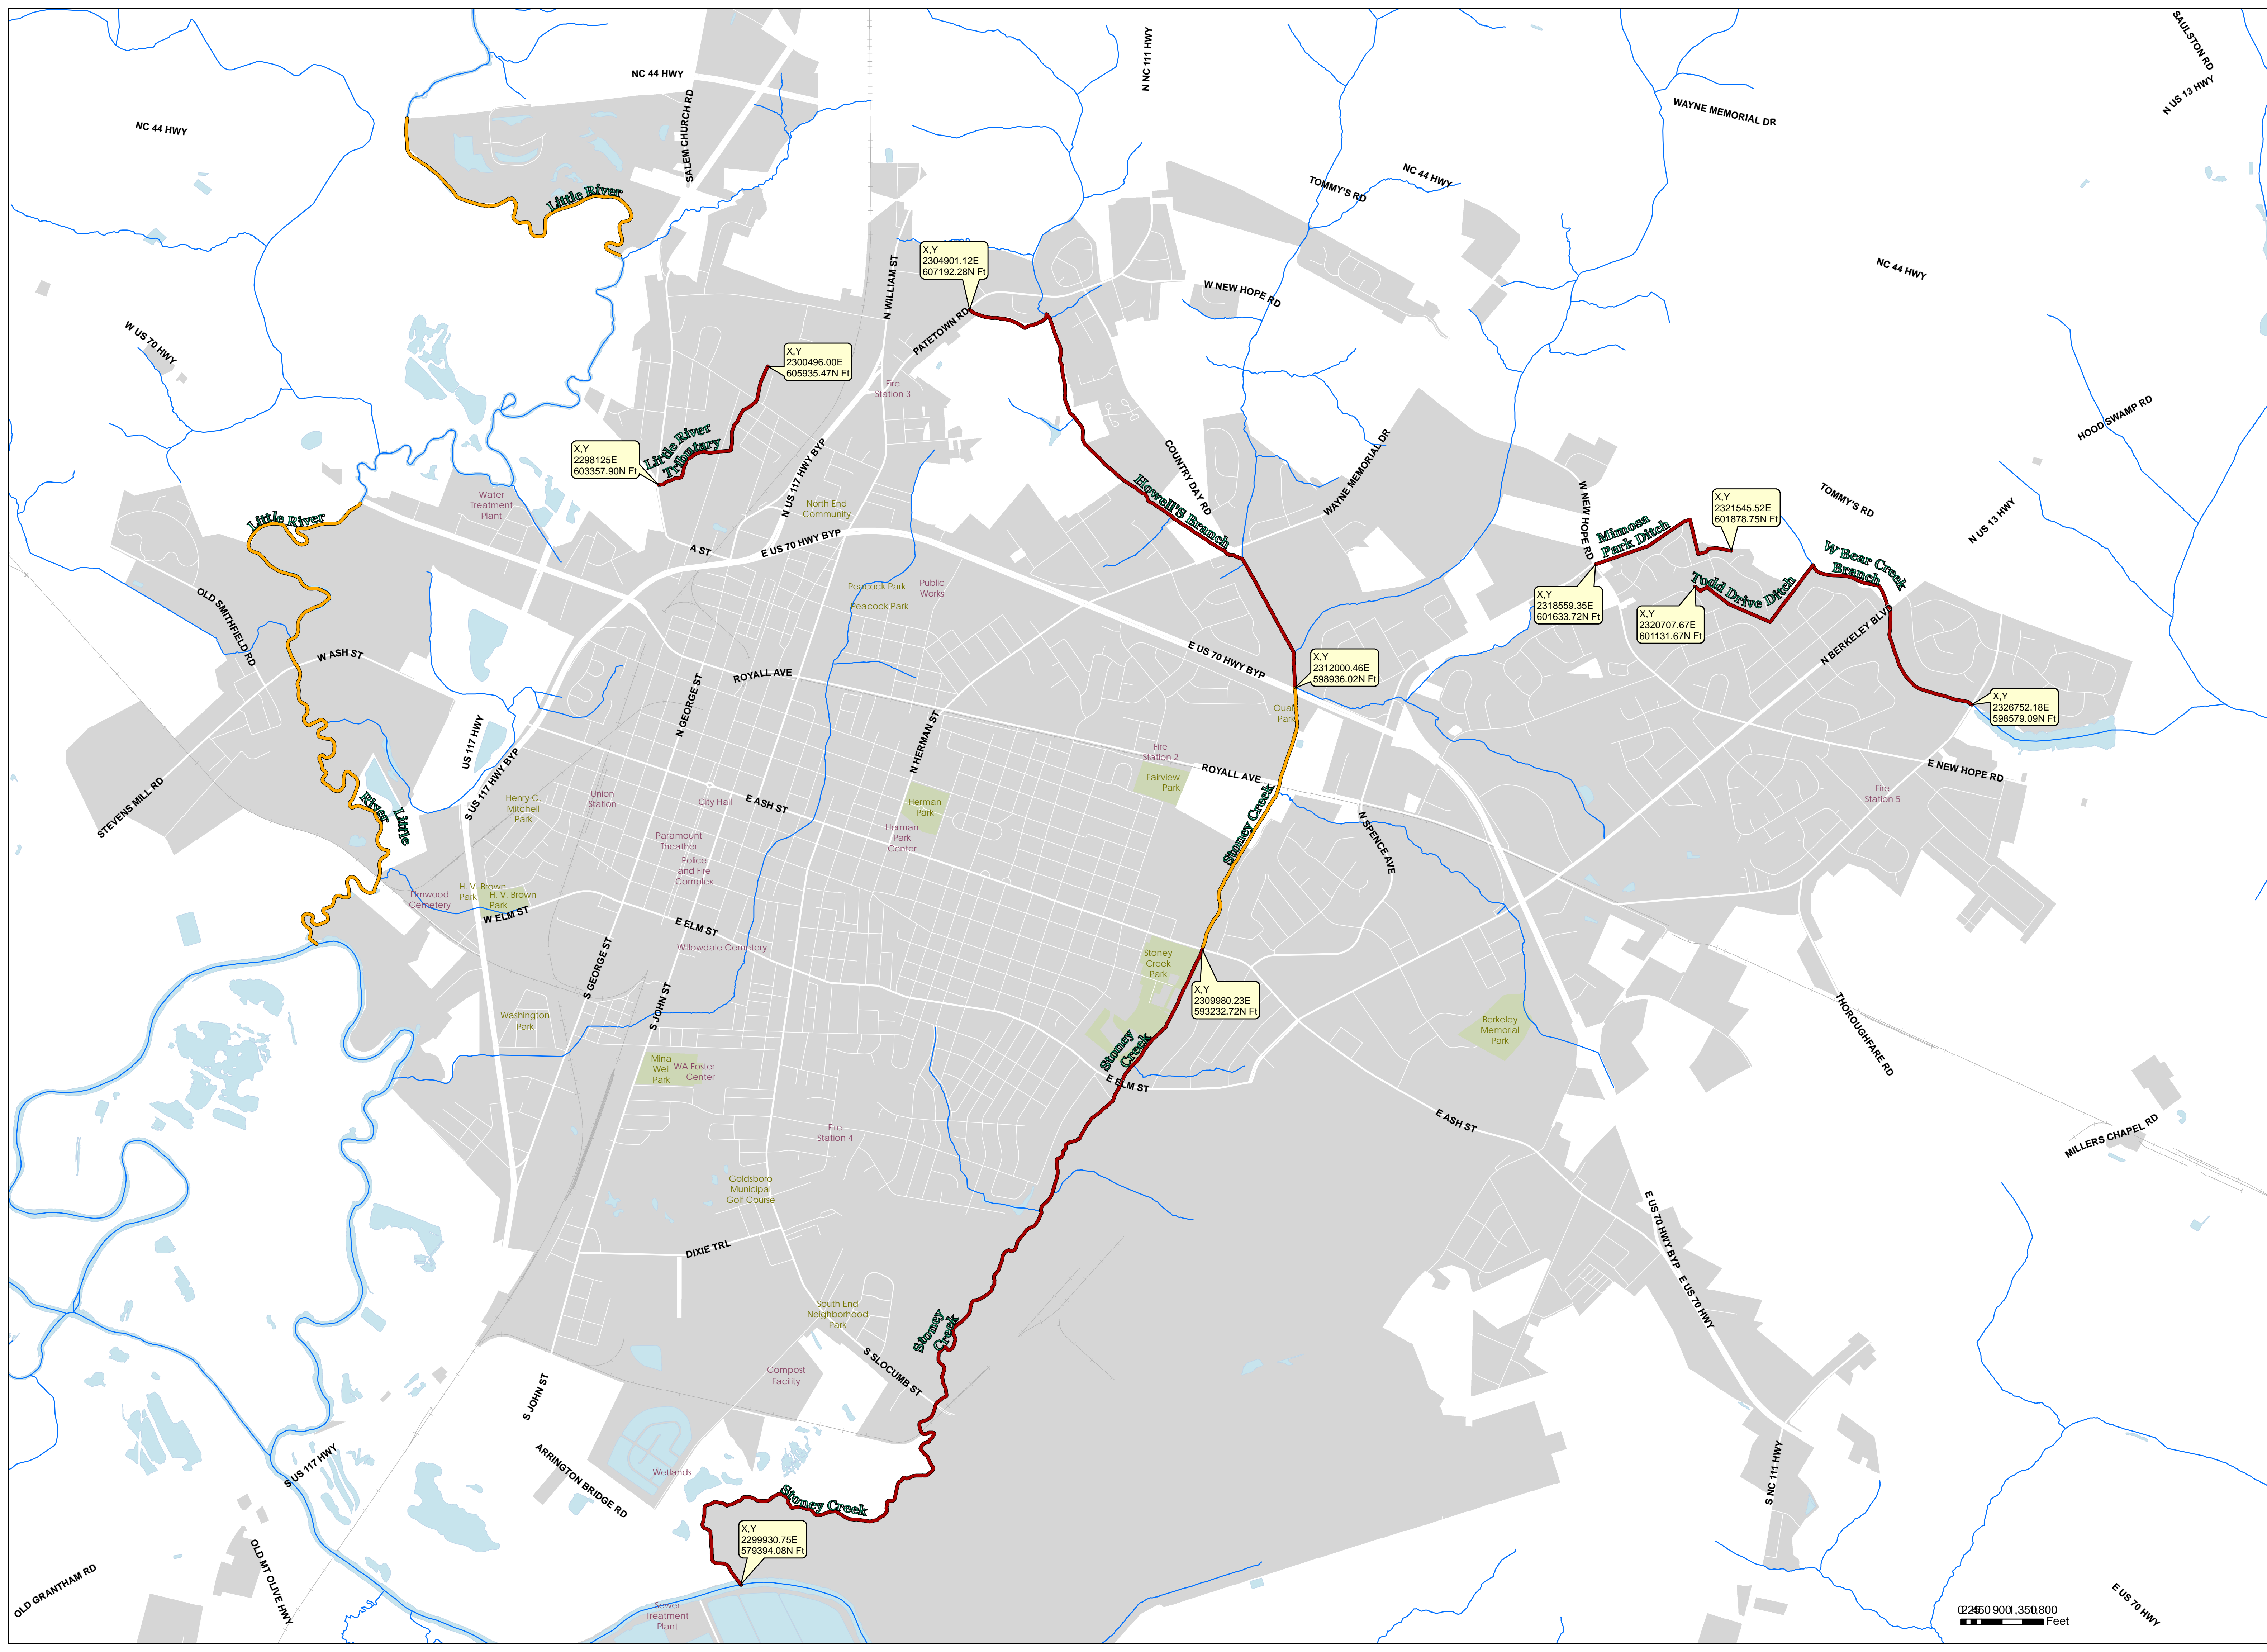 SAULSTON RD
N US 13 HWY
NC 44 HWY
N NC 111 HWY
NC 44 HWY
SALEM CHURCH RD
WAYNE MEMORIAL DR
TOMMY'S RD
NC 44 HWY
Little River
NC 44 HWY
X,Y
2304901.12E
607192.28N Ft
N WILLIAM ST
W NEW HOPE RD
PATETOWN RD
W US 70 HWY
X,Y
2300496.00E
605935.47N Ft
Fire
Station 3
HOOD SWAMP RD
X,Y
2298125E
603357.90N Ft
Little River
Tributary
N US 117 HWY BYP
COUNTRY DAY RD
WAYNE MEMORIAL DR
Howell'S Branch
W NEW HOPE RD
TOMMY'S RD
N US 13 HWY
Water
Treatment
Plant
North End
Community
X,Y
2321545.52E
601878.75N Ft
Little River
Mimosa
Park Ditch
A ST
E US 70 HWY BYP
W Bear Creek
Branch
Todd Drive Ditch
X,Y
2318559.35E
601633.72N Ft
X,Y
2320707.67E
601131.67N Ft
Peacock Park
Peacock Park
Public
Works
OLD SMITHFIELD RD
W ASH ST
ROYALL AVE
N GEORGE ST
E US 70 HWY BYP
X,Y
2312000.46E
598936.02N Ft
N BERKELEY BLVD
X,Y
2326752.18E
598579.09N Ft
Quail
Park
US 117 HWY
S US 117 HWY BYP
N HERMAN ST
Fire
Station 2
ROYALL AVE
Fairview
Park
E NEW HOPE RD
Fire
Station 5
STEVENS MILL RD
Little
River
Henry C.
Mitchell
Park
Union
Station
City Hall
E ASH ST
Herman
Park
Herman
Park
Center
Stoney Creek
N SPENCE AVE
Paramount
Theather
Police
and Fire
Complex
Elmwood
Cemetery
H. V. Brown
Park
H. V. Brown
Park
W ELM ST
E ELM ST
Willowdale Cemetery
Stoney
Creek
Park
X,Y
2309980.23E
593232.72N Ft
S GEORGE ST
S JOHN ST
Washington
Park
Berkeley
Memorial
Park
THOROUGHFARE RD
Stoney
Creek
Mina
Weil
Park
WA Foster
Center
E ELM ST
E ASH ST
Fire
Station 4
MILLERS CHAPEL RD
Goldsboro
Municipal
Golf Course
DIXIE TRL
E US 70 HWY BYP
E US 70 HWY
South End
Neighborhood
Park
Stoney
Creek
S SLOCUMB ST
Compost
Facility
S JOHN ST
S US 117 HWY
ARRINGTON BRIDGE RD
Wetlands
Stoney Creek
S NC 111 HWY
X,Y
2299930.75E
579394.08N Ft
OLD GRANTHAM RD
OLD MT OLIVE HWY
Sewer
Treatment
Plant
E US 70 HWY
0 225 450 900 1,350 1,800
Feet